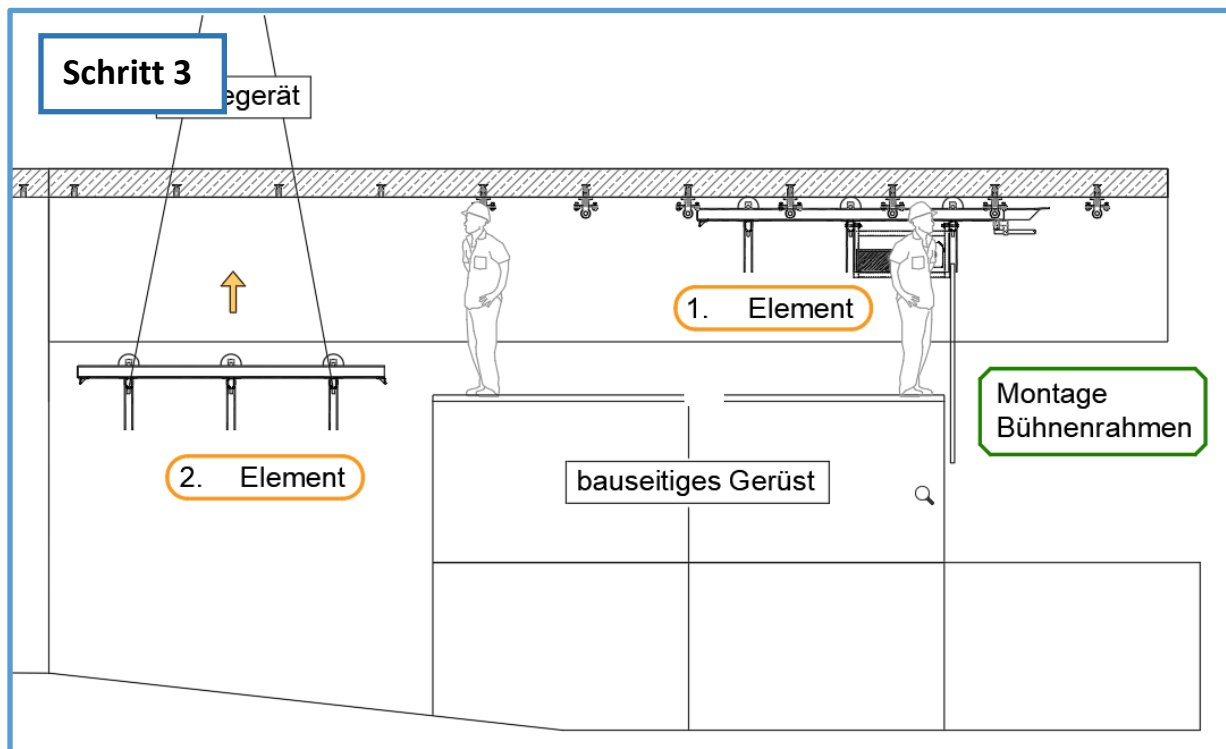 Schritt 3
egerät
1. Element
Montage
Bühnenrahmen
2. Element
bauseitiges Gerüst